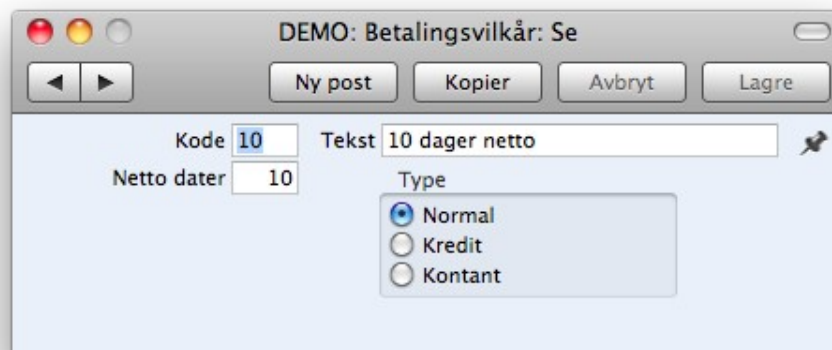 DEMO: Betalingsvilkår: Se
Ny post Kopier Avbryt Lagre
Kode 10 Tekst 10 dager netto
Netto dater 10 Type
Normal
Kredit
Kontant